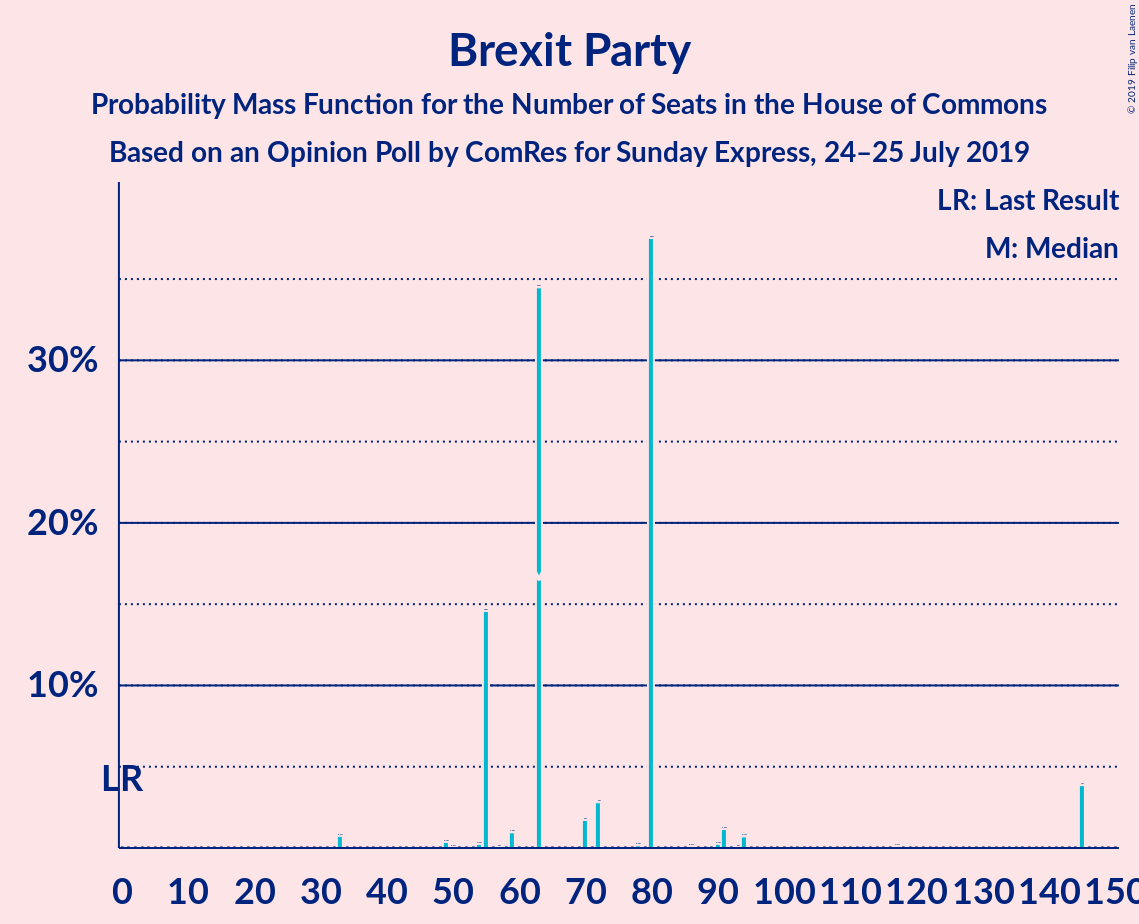 Brexit Party
Probability Mass Function for the Number of Seats in the House of Commons
Based on an Opinion Poll by ComRes for Sunday Express, 24–25 July 2019
© 2019 Filip van Laenen
LR: Last Result
M: Median
30%
20%
10%
LR
0 10 20 30 40 50 60 70 80 90 100 110 120 130 140 150